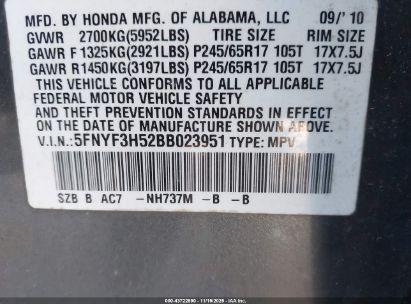 BY HONDA MFG. OF ALABAMA, LLC 09/'10
GVWR 2700KG(5952LBS) TIRE SIZE RIM SIZE
GAWR F 1325KG(2921LBS) P245/65R17 105T 17X7.5J
GAWR R1450KG(3197LBS) P245/65R17 105T 17X7.5J
THIS VEHICLE CONFORMS TO ALL APPLICABLE
FEDERAL MOTOR VEHICLE SAFETY
AND THEFT PREVENTION STANDARDS IN EFFECT
ON THE DATE OF MANUFACTURE SHOWN ABOVE.
V.I.N.: 5FNYF3H52BB023951 TYPE: MPV
SZB B AC7 -NH737M -B -B